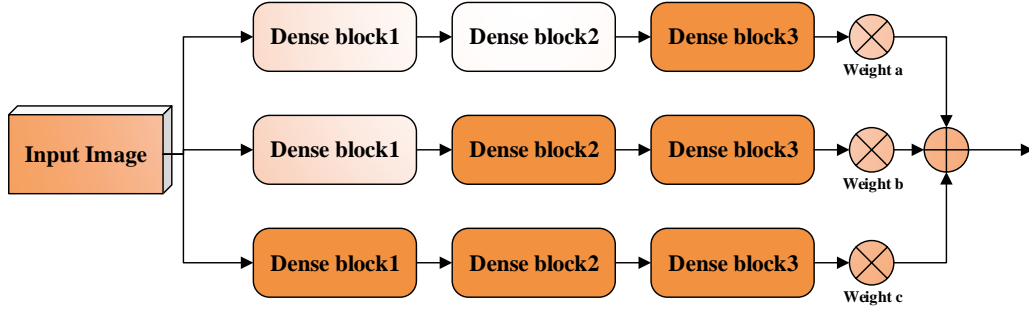 Dense block1
Dense block2
Dense block3
Weight a
Input Image
Dense block1
Dense block2
Dense block3
Weight b
Dense block1
Dense block2
Dense block3
Weight c